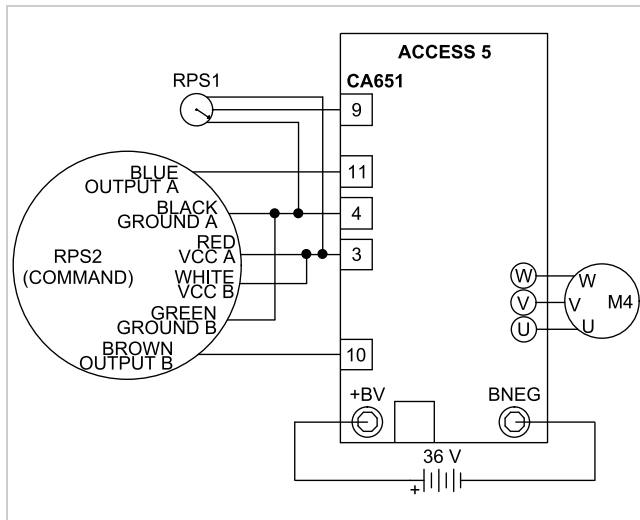 ACCESS 5
RPS1
CA651
9
BLUE
OUTPUT A
11
BLACK
GROUND A
4
RED
VCC A
3
RPS2
(COMMAND)
WHITE
VCC B
GREEN
GROUND B
BROWN
OUTPUT B
10
W
W
V
V
M4
U
U
+BV
BNEG
36 V
+